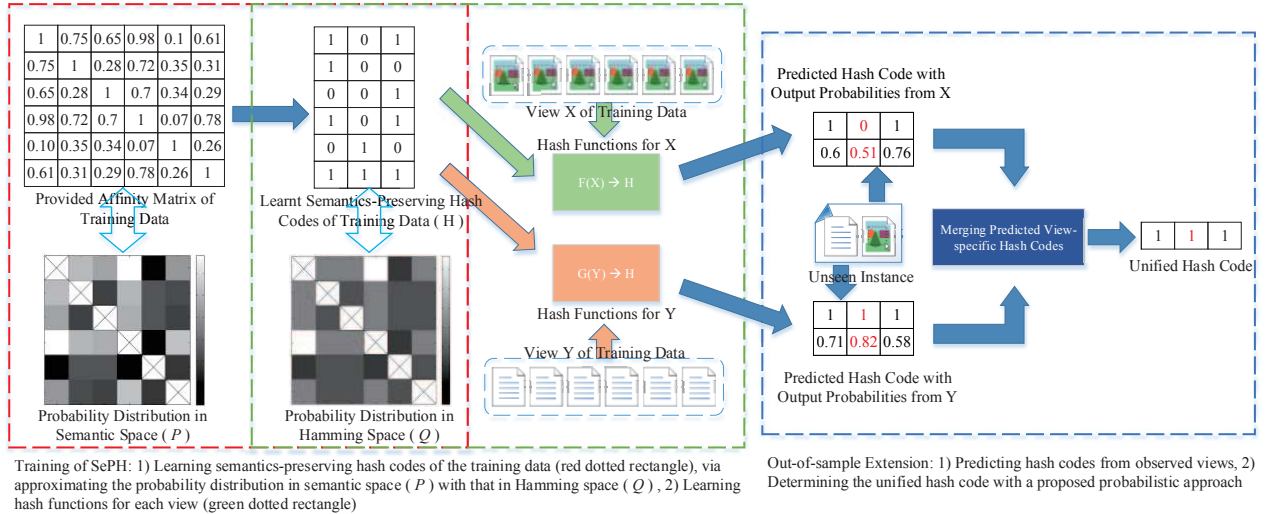 1 0.75 0.65 0.98 0.1 0.61
0.75 1 0.28 0.72 0.35 0.31
0.65 0.28 1 0.7 0.34 0.29
0.98 0.72 0.7 1 0.07 0.78
0.10 0.35 0.34 0.07 1 0.26
0.61 0.31 0.29 0.78 0.26 1
Provided Affinity Matrix of
Training Data
Probability Distribution in
Semantic Space ( P )
1 0 1
1 0 0
0 0 1
1 0 1
0 1 0
1 1 1
Learnt Semantics-Preserving Hash
Codes of Training Data ( H )
Probability Distribution in
Hamming Space ( Q )
View X of Training Data
Hash Functions for X
F(X) → H
G(Y) → H
Hash Functions for Y
View Y of Training Data
Predicted Hash Code with
Output Probabilities from X
1 0 1
0.6 0.51 0.76
Unseen Instance
1 1 1
0.71 0.82 0.58
Predicted Hash Code with
Output Probabilities from Y
Merging Predicted View-
specific Hash Codes
1 1 1
Unified Hash Code
Training of SePH: 1) Learning semantics-preserving hash codes of the training data (red dotted rectangle), via
approximating the probability distribution in semantic space ( P ) with that in Hamming space ( Q ) , 2) Learning
hash functions for each view (green dotted rectangle)
Out-of-sample Extension: 1) Predicting hash codes from observed views, 2)
Determining the unified hash code with a proposed probabilistic approach